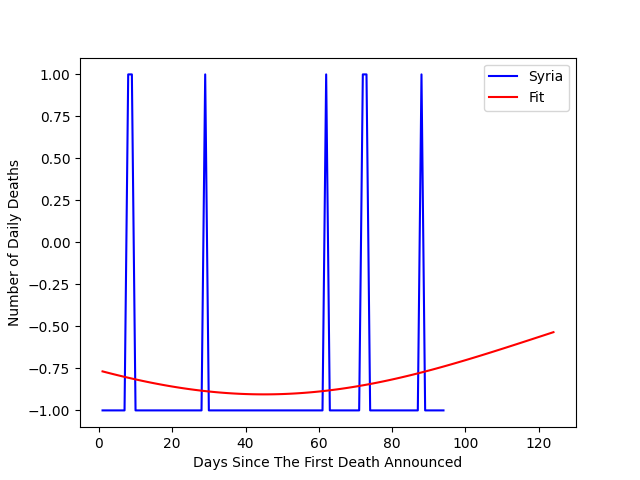 Number of Daily Deaths
1.00
0.75
0.50
0.25
0.00
−0.25
−0.50
−0.75
−1.00
Syria
Fit
0 20 40 60 80 100 120
Days Since The First Death Announced